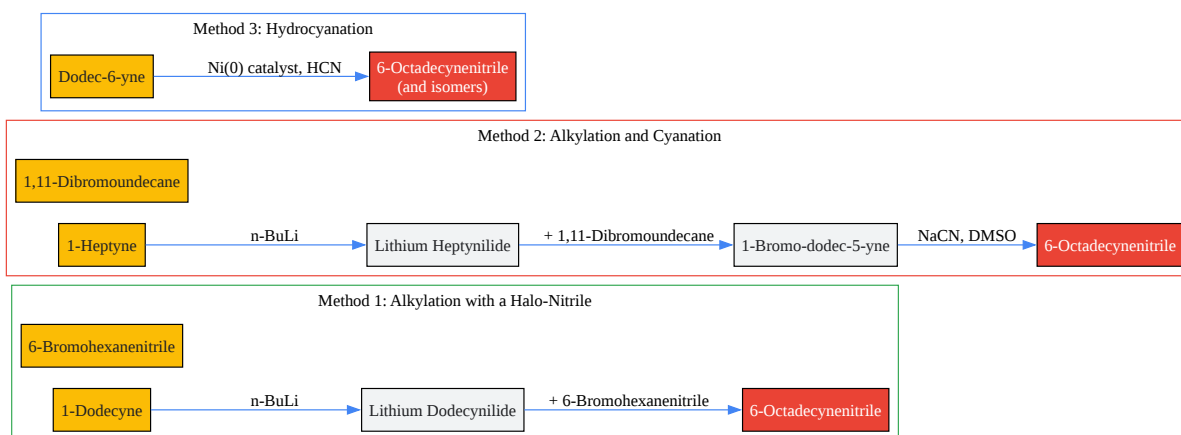 Method 3: Hydrocyanation
Dodec-6-yne
Ni(0) catalyst, HCN
6-Octadecynenitrile
(and isomers)
Method 2: Alkylation and Cyanation
1,11-Dibromoundecane
1-Heptyne
n-BuLi
Lithium Heptynilide
+ 1,11-Dibromoundecane
1-Bromo-dodec-5-yne
NaCN, DMSO
6-Octadecynenitrile
Method 1: Alkylation with a Halo-Nitrile
6-Bromohexanenitrile
1-Dodecyne
n-BuLi
Lithium Dodecynilide
+ 6-Bromohexanenitrile
6-Octadecynenitrile